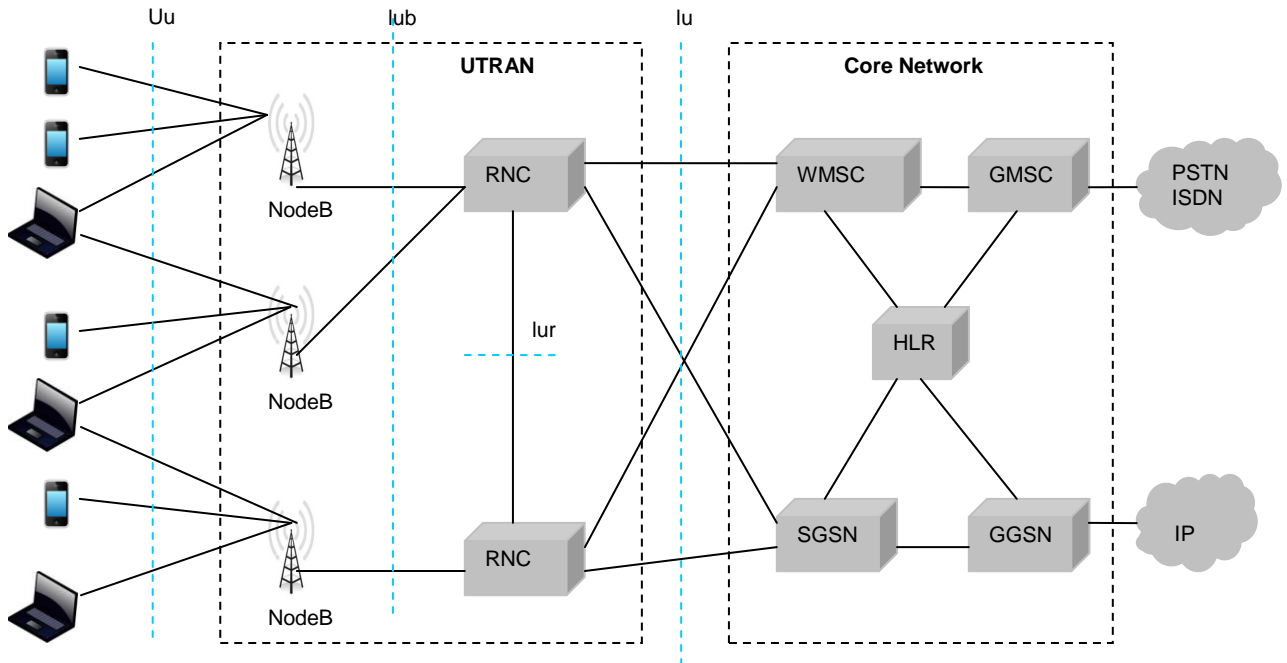 Uu
Iub
Iu
UTRAN
Core Network
RNC
WMSC
GMSC
PSTN
ISDN
NodeB
Iur
HLR
NodeB
RNC
SGSN
GGSN
IP
NodeB